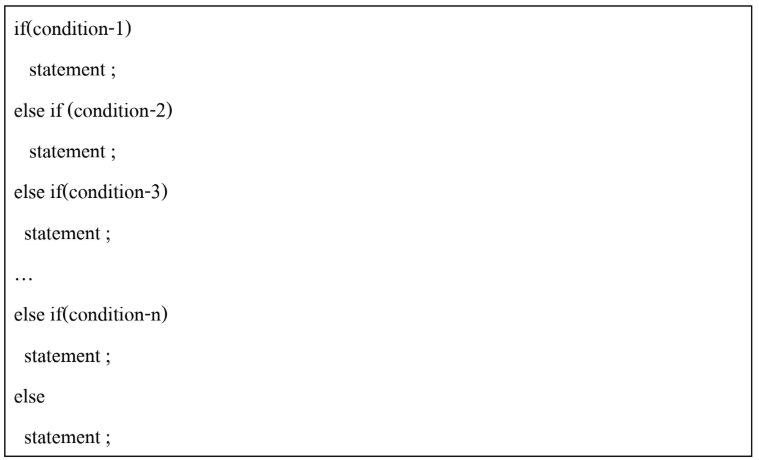 if(condition-1)
statement ;
else if (condition-2)
statement ;
else if(condition-3)
statement ;
…
else if(condition-n)
statement ;
else
statement ;